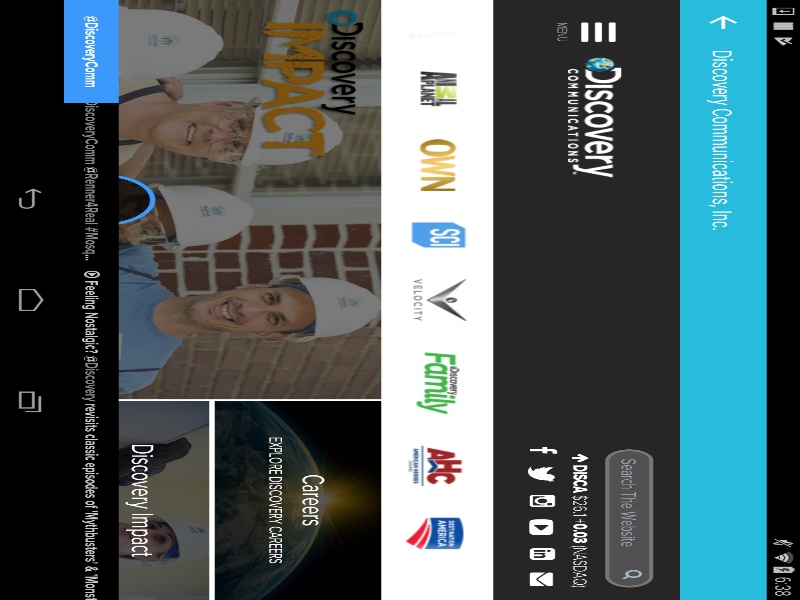 6:38
Discovery Communications, Inc.
MENU
Discovery
COMMUNICATIONS
Search The Website
DISCA $26.1 +0.03 (NASDAQ)
ANIMAL PLANET
OWN
SCI
VELOCITY
Discovery Family
AHC
AMERICAN HEROES
DESTINATION AMERICA
Discovery
IMPACT
Careers
EXPLORE DISCOVERY CAREERS
Discovery Impact
@DiscoveryComm
DiscoveryComm @Renner4Real #Mosq... Feeling Nostalgic? @Discovery revisits classic episodes of 'Mythbusters' & 'Monst